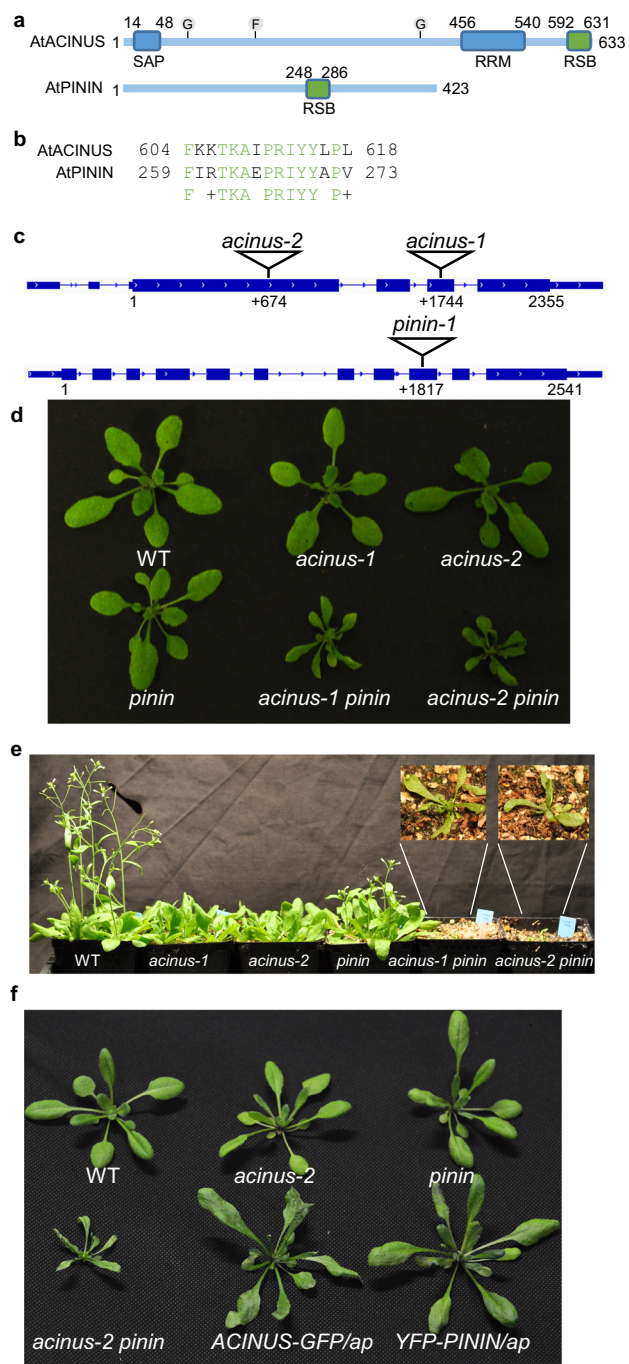 a
14 48 G F G 456 540 592 631
AtACINUS 1 633
SAP RRM RSB
248 286
AtPININ 1 423
RSB
b
AtACINUS 604 FKKTKAIPRIYYLPL 618
AtPININ 259 FIRTKAEPRIYYAPV 273
F +TKA PRIYY P+
c
acinus-2 acinus-1
1 +674 +1744 2355
pinin-1
1 +1817 2541
d
WT acinus-1 acinus-2
pinin acinus-1 pinin acinus-2 pinin
e
WT acinus-1 acinus-2 pinin acinus-1 pinin acinus-2 pinin
f
WT acinus-2 pinin
acinus-2 pinin ACINUS-GFP/ap YFP-PININ/ap